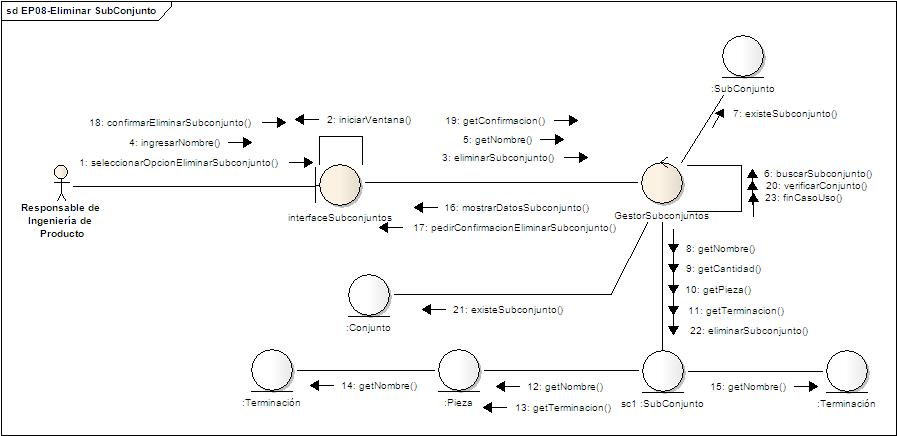 sd EP08-Eliminar SubConjunto
:SubConjunto
18: confirmarEliminarSubconjunto()
2: iniciarVentana()
19: getConfirmacion()
7: existeSubconjunto()
4: ingresarNombre()
5: getNombre()
1: seleccionarOpcionEliminarSubconjunto()
3: eliminarSubconjunto()
6: buscarSubconjunto()
20: verificarConjunto()
23: finCasoUso()
Responsable de
Ingeniería de
Producto
interfaceSubconjuntos
16: mostrarDatosSubconjunto()
GestorSubconjuntos
17: pedirConfirmacionEliminarSubconjunto()
8: getNombre()
9: getCantidad()
10: getPieza()
11: getTerminacion()
22: eliminarSubconjunto()
21: existeSubconjunto()
:Conjunto
14: getNombre()
12: getNombre()
15: getNombre()
:Terminación
:Pieza
13: getTerminacion()
sc1 :SubConjunto
:Terminación